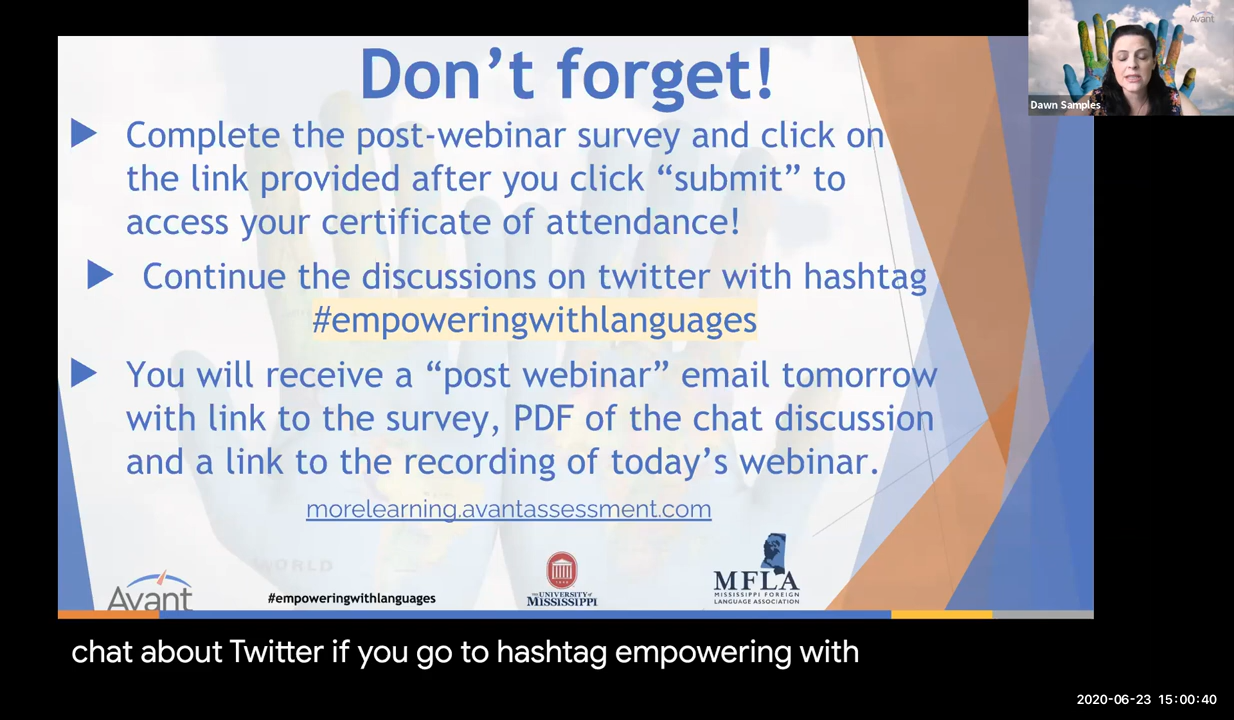 Avant
Dawn Samples
Don't forget!
Complete the post-webinar survey and click on
the link provided after you click “submit” to
access your certificate of attendance!
Continue the discussions on twitter with hashtag
#empoweringwithlanguages
You will receive a “post webinar” email tomorrow
with link to the survey, PDF of the chat discussion
and a link to the recording of today’s webinar.
morelearning.avantassessment.com
WORLD
Avant
#empoweringwithlanguages
THE UNIVERSITY of
MISSISSIPPI
MFLA
MISSISSIPPI FOREIGN
LANGUAGE ASSOCIATION
chat about Twitter if you go to hashtag empowering with
2020-06-23 15:00:40